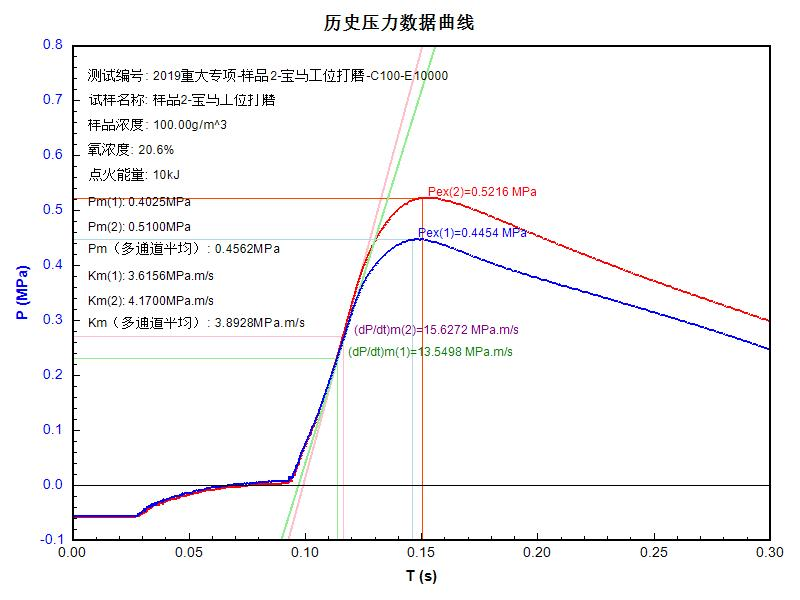 历史压力数据曲线
0.8
测试编号: 2019重大专项-样品2-宝马工位打磨-C100-E10000
0.7
试样名称: 样品2-宝马工位打磨
样品浓度: 100.00g/m^3
0.6
氧浓度: 20.6%
点火能量: 10kJ
Pex(2)=0.5216 MPa
Pm(1): 0.4025MPa
0.5
Pm(2): 0.5100MPa
Pex(1)=0.4454 MPa
Pm（多通道平均）: 0.4562MPa
0.4
Km(1): 3.6156MPa.m/s
P (MPa)
Km(2): 4.1700MPa.m/s
0.3
Km（多通道平均）: 3.8928MPa.m/s
(dP/dt)m(2)=15.6272 MPa.m/s
(dP/dt)m(1)=13.5498 MPa.m/s
0.2
0.1
0.0
-0.1
0.00 0.05 0.10 0.15 0.20 0.25 0.30
T (s)